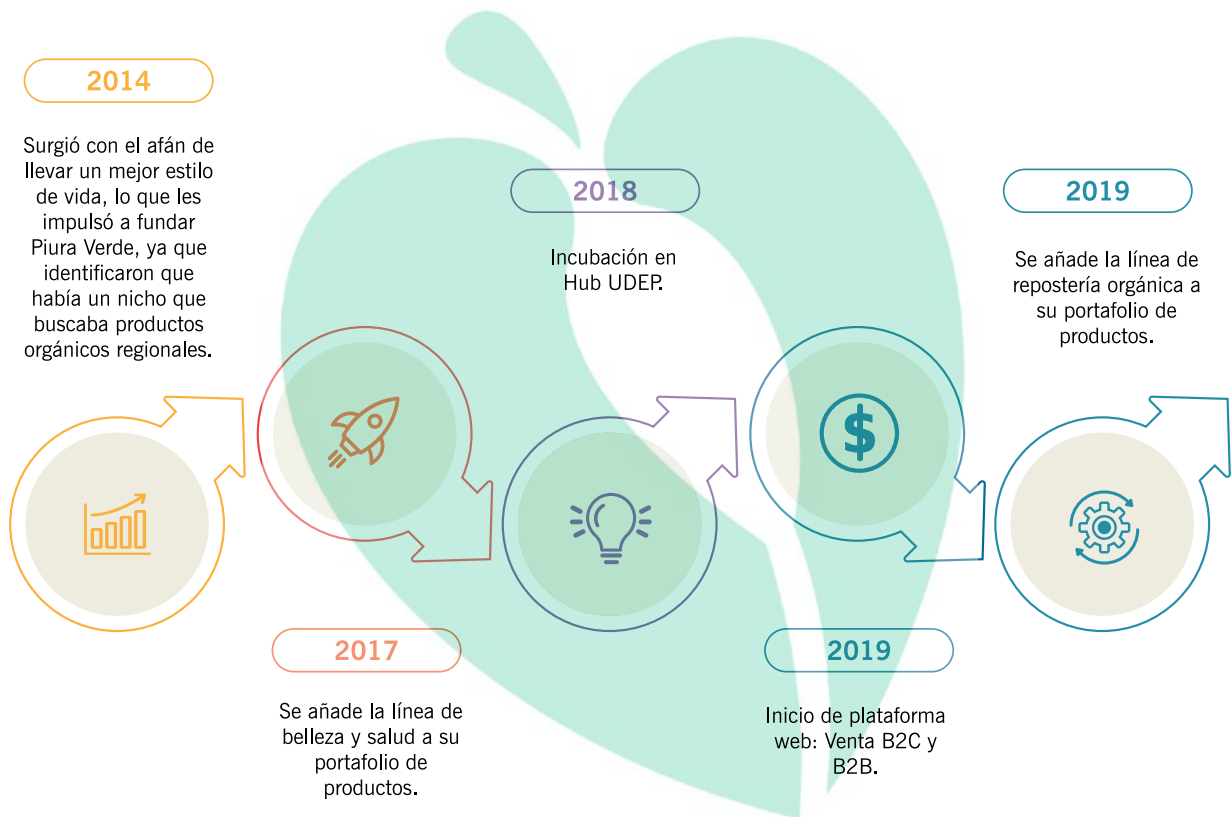 2014
Surgió con el afán de
llevar un mejor estilo
de vida, lo que les
impulsó a fundar
Piura Verde, ya que
identificaron que
había un nicho que
buscaba productos
orgánicos regionales.
2017
Se añade la línea de
belleza y salud a su
portafolio de
productos.
2018
Incubación en
Hub UDEP.
2019
Inicio de plataforma
web: Venta B2C y
B2B.
2019
Se añade la línea de
repostería orgánica a
su portafolio de
productos.
$